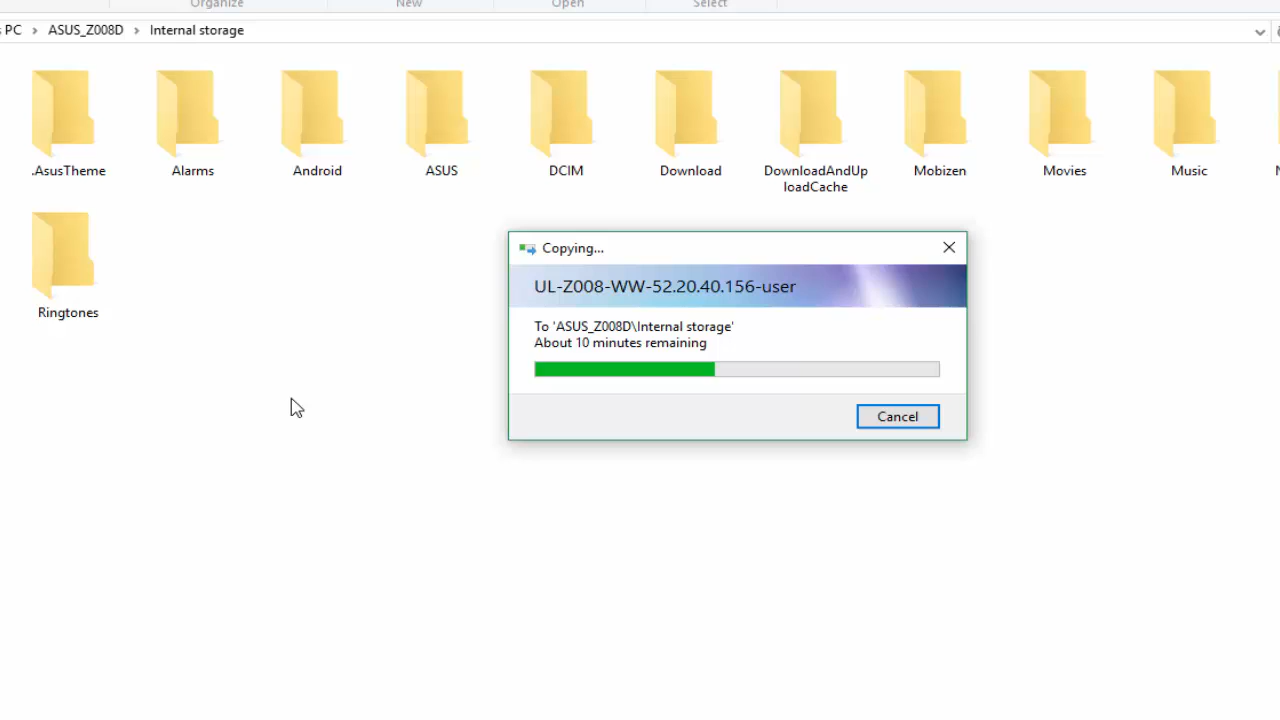 Organize New Open Select
PC > ASUS_Z008D > Internal storage
.AsusTheme Alarms Android ASUS DCIM Download DownloadAndUp Mobizen Movies Music
loadCache
Ringtones
Copying...
UL-Z008-WW-52.20.40.156-user
To 'ASUS_Z008D\Internal storage'
About 10 minutes remaining
Cancel